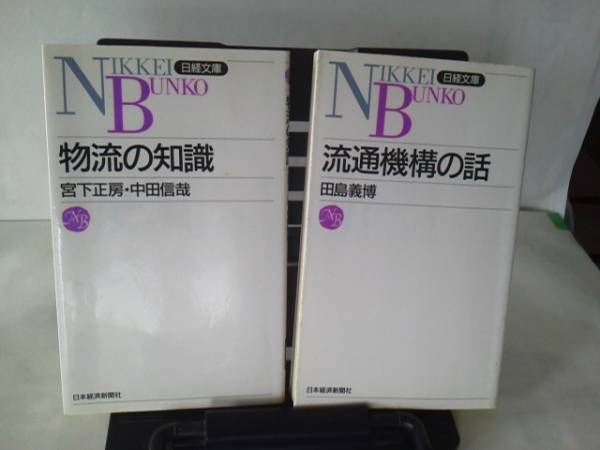 NIKKEI 日経文庫
BUNKO
物流の知識
宮下正房・中田信哉
NB
日本経済新聞社
NIKKEI 日経文庫
BUNKO
流通機構の話
田島義博
NB
日本経済新聞社